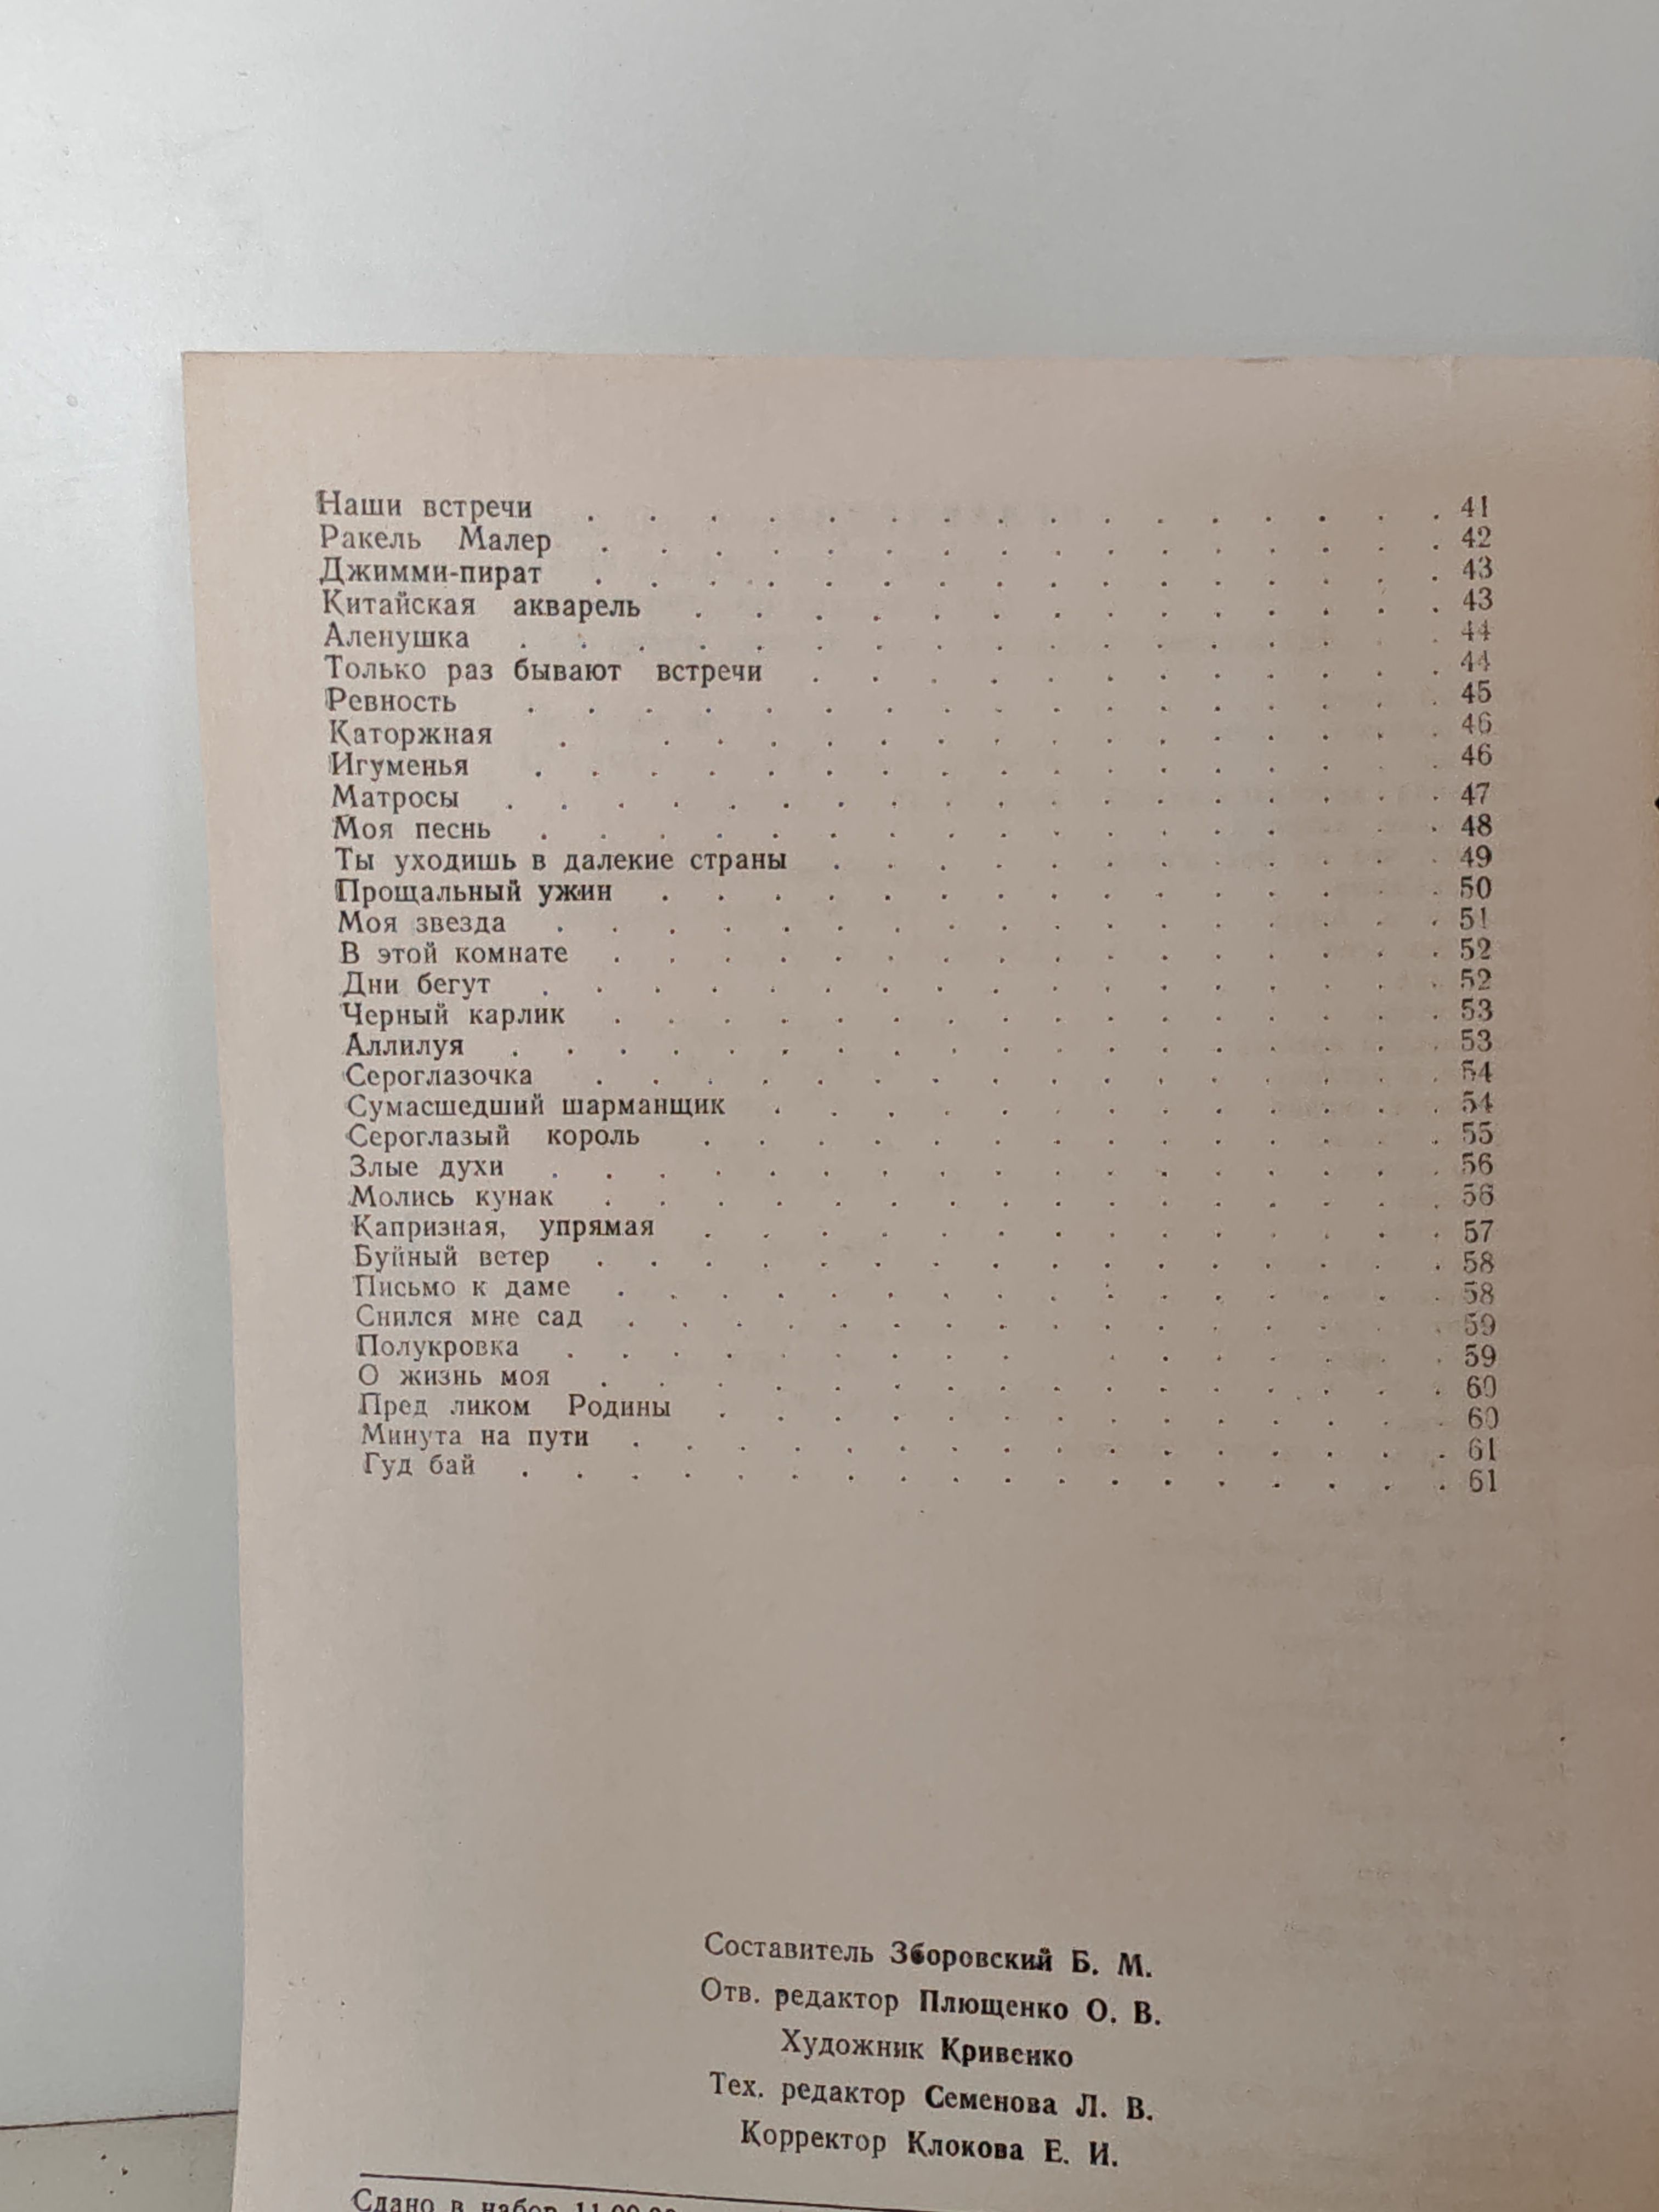 Наши встречи . . . . . . . . . . . . . . . . 41
Ракель Малер . . . . . . . . . . . . . . . . 42
Джимми-пират . . . . . . . . . . . . . . . . 43
Китайская акварель . . . . . . . . . . . . . . 43
Аленушка . . . . . . . . . . . . . . . . . 44
Только раз бывают встречи . . . . . . . . . . . . 44
Ревность . . . . . . . . . . . . . . . . . 45
Каторжная . . . . . . . . . . . . . . . . 46
Игуменья . . . . . . . . . . . . . . . . . 46
Матросы . . . . . . . . . . . . . . . . . . 47
Моя песнь . . . . . . . . . . . . . . . . 48
Ты уходишь в далекие страны . . . . . . . . . . . . 49
Прощальный ужин . . . . . . . . . . . . . . . 50
Моя звезда . . . . . . . . . . . . . . . . . 51
В этой комнате . . . . . . . . . . . . . . . . 52
Дни бегут . . . . . . . . . . . . . . . . . 52
Черный карлик . . . . . . . . . . . . . . . . 53
Аллилуя . . . . . . . . . . . . . . . . . . 53
Сероглазочка . . . . . . . . . . . . . . . . 54
Сумасшедший шарманщик . . . . . . . . . . . . . 54
Сероглазый король . . . . . . . . . . . . . . 55
Злые духи . . . . . . . . . . . . . . . . . 56
Молись кунак . . . . . . . . . . . . . . . . 56
Капризная, упрямая . . . . . . . . . . . . . . 57
Буйный ветер . . . . . . . . . . . . . . . . 58
Письмо к даме . . . . . . . . . . . . . . . . 58
Снился мне сад . . . . . . . . . . . . . . . . 59
Полукровка . . . . . . . . . . . . . . . . 59
О жизнь моя . . . . . . . . . . . . . . . 60
Пред ликом Родины . . . . . . . . . . . . . . 60
Минута на пути . . . . . . . . . . . . . . . . 61
Гуд бай . . . . . . . . . . . . . . . . . . 61
Составитель Зборовский Б. М.
Отв. редактор Плющенко О. В.
Художник Кривенко
Тех. редактор Семенова Л. В.
Корректор Клокова Е. И.
Сдано в набор